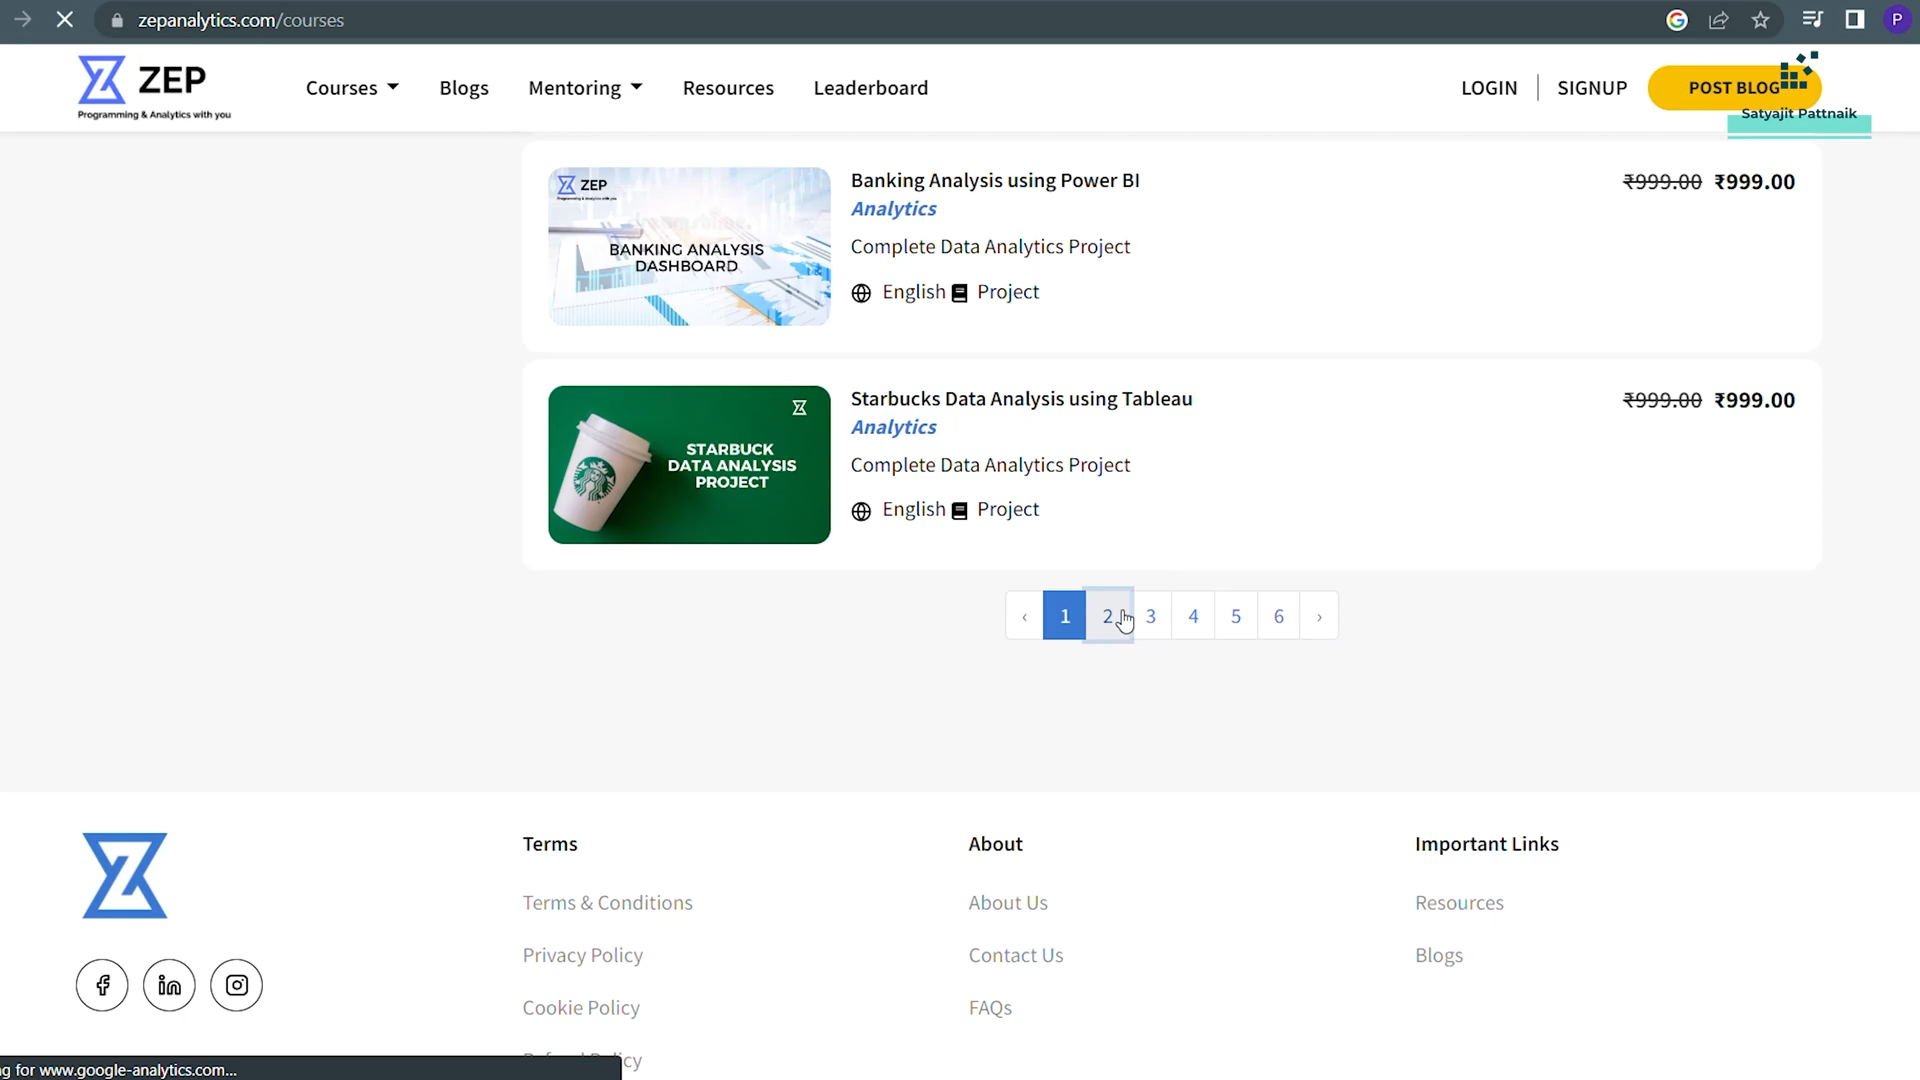 zepanalytics.com/courses
P
ZEP
Programming & Analytics with you
Courses
Blogs
Mentoring
Resources
Leaderboard
LOGIN
SIGNUP
POST BLOG
Satyajit Pattnaik
ZEP
BANKING ANALYSIS
DASHBOARD
Banking Analysis using Power BI
Analytics
Complete Data Analytics Project
English Project
₹999.00 ₹999.00
STARBUCK
DATA ANALYSIS
PROJECT
Starbucks Data Analysis using Tableau
Analytics
Complete Data Analytics Project
English Project
₹999.00 ₹999.00
‹ 1 2 3 4 5 6 ›
Terms
Terms & Conditions
Privacy Policy
Cookie Policy
About
About Us
Contact Us
FAQs
Important Links
Resources
Blogs
for www.google-analytics.com...